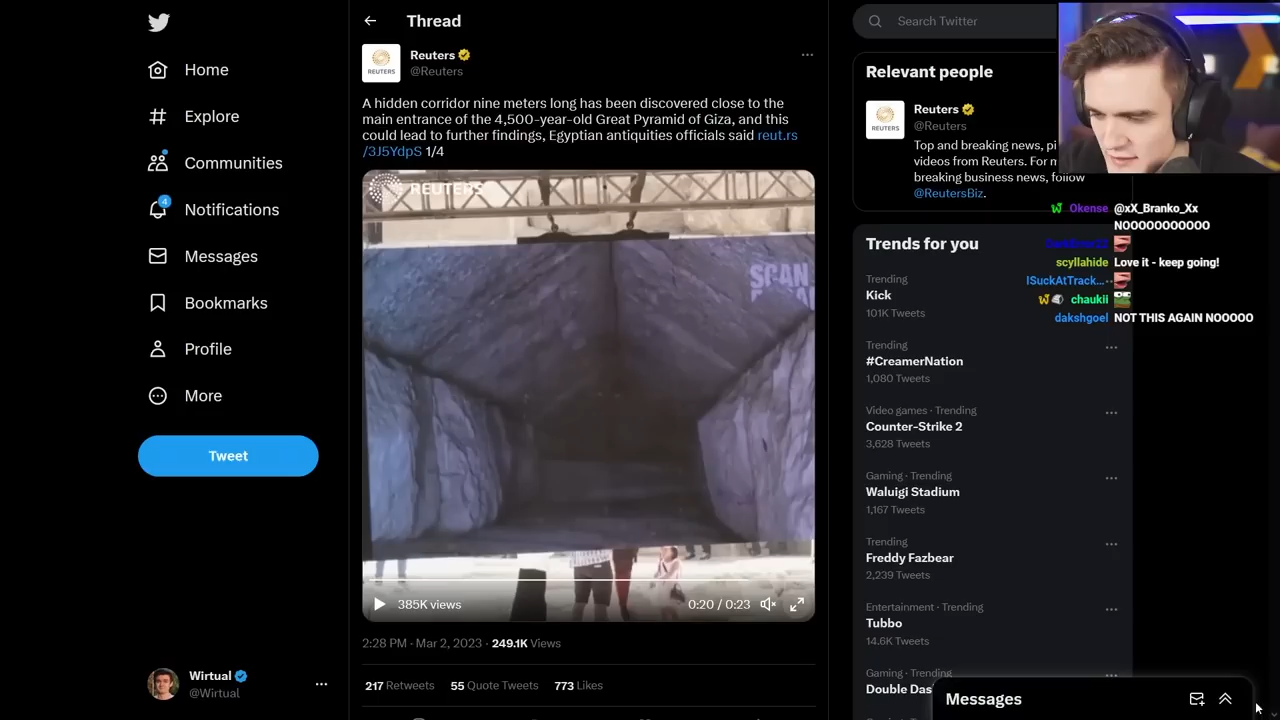 Home
Explore
Communities
4
Notifications
Messages
Bookmarks
Profile
More
Tweet
Wirtual
@Wirtual
Thread
REUTERS
Reuters
@Reuters
A hidden corridor nine meters long has been discovered close to the
main entrance of the 4,500-year-old Great Pyramid of Giza, and this
could lead to further findings, Egyptian antiquities officials said reut.rs
/3J5YdpS 1/4
REUTERS
SCAN
385K views
0:20 / 0:23
2:28 PM · Mar 2, 2023 · 249.1K Views
217 Retweets 55 Quote Tweets 773 Likes
Search Twitter
Relevant people
REUTERS
Reuters
@Reuters
Top and breaking news, pi
videos from Reuters. For m
breaking business news, follow
@ReutersBiz.
Okense @xX_Branko_Xx
NOOOOOOOOOOO
scyllahide Love it - keep going!
ISuckAtTrack...
chaukii
dakshgoel NOT THIS AGAIN NOOOOO
Trends for you
Trending
Kick
101K Tweets
Trending
#CreamerNation
1,080 Tweets
Video games · Trending
Counter-Strike 2
3,628 Tweets
Gaming · Trending
Waluigi Stadium
1,167 Tweets
Trending
Freddy Fazbear
2,239 Tweets
Entertainment · Trending
Tubbo
14.6K Tweets
Gaming · Trending
Double Das
Messages